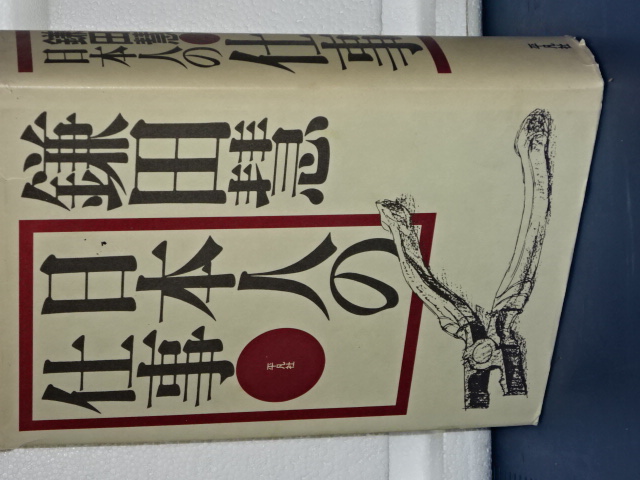 鎌田慧
日本人の
仕事
平凡社
鎌田慧
日本人の
仕事
平凡社